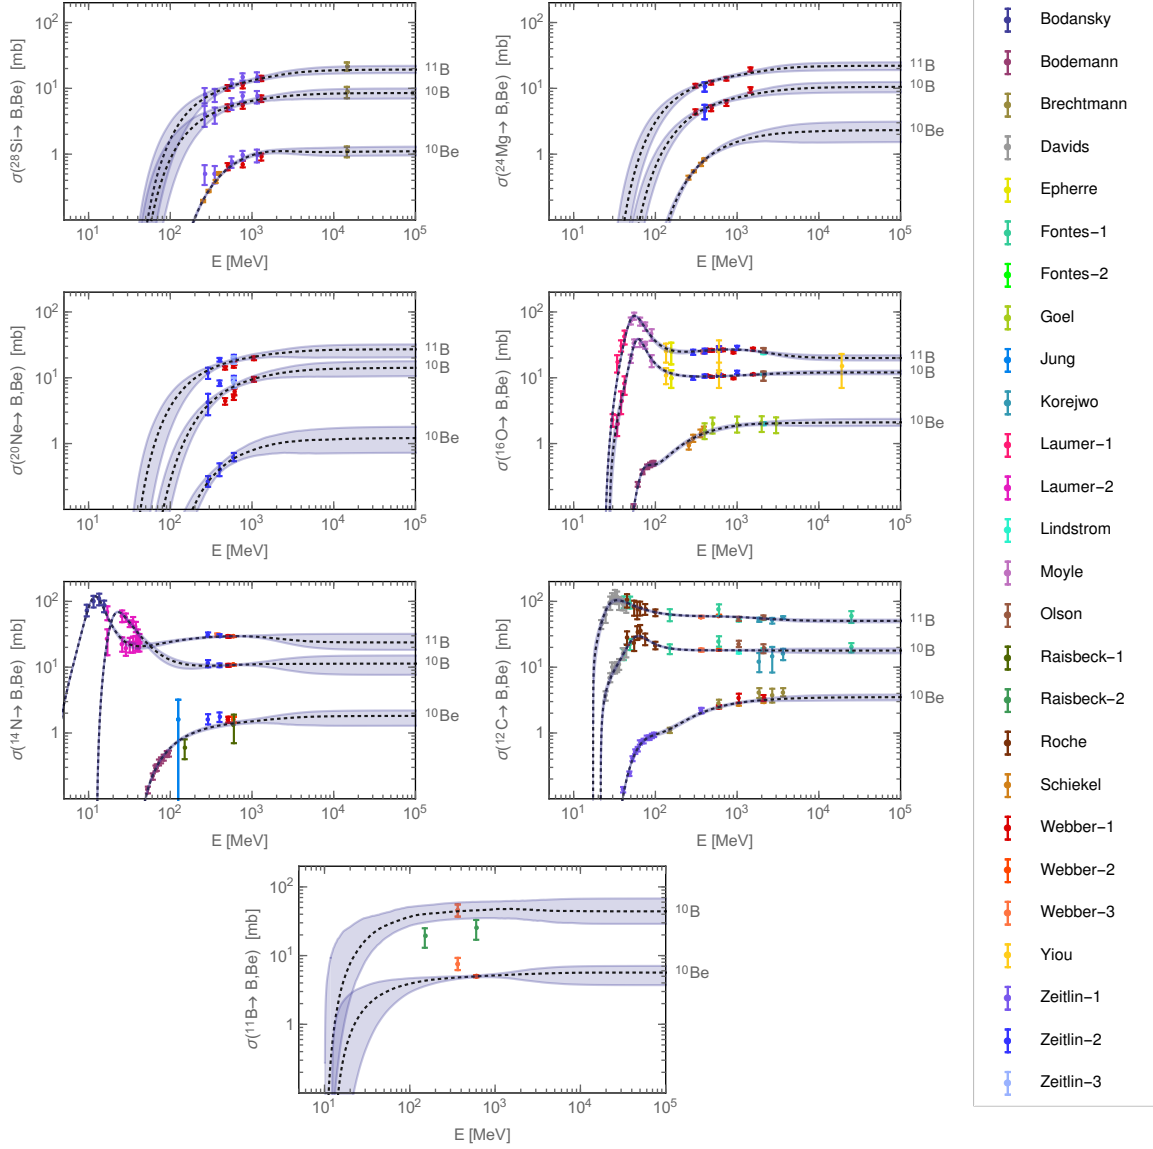 σ(²⁸Si→ B,Be) [mb]
10²
10
1
¹¹B
¹⁰B
¹⁰Be
10¹ 10² 10³ 10⁴ 10⁵
E [MeV]
σ(²⁴Mg→ B,Be) [mb]
10²
10
1
¹¹B
¹⁰B
¹⁰Be
10¹ 10² 10³ 10⁴ 10⁵
E [MeV]
σ(²⁰Ne→ B,Be) [mb]
10²
10
1
¹¹B
¹⁰B
¹⁰Be
10¹ 10² 10³ 10⁴ 10⁵
E [MeV]
σ(¹⁶O→ B,Be) [mb]
10²
10
1
¹¹B
¹⁰B
¹⁰Be
10¹ 10² 10³ 10⁴ 10⁵
E [MeV]
σ(¹⁴N→ B,Be) [mb]
10²
10
1
¹¹B
¹⁰B
¹⁰Be
10¹ 10² 10³ 10⁴ 10⁵
E [MeV]
σ(¹²C→ B,Be) [mb]
10²
10
1
¹¹B
¹⁰B
¹⁰Be
10¹ 10² 10³ 10⁴ 10⁵
E [MeV]
σ(¹¹B→ B,Be) [mb]
10²
10
1
¹⁰B
¹⁰Be
10¹ 10² 10³ 10⁴ 10⁵
E [MeV]
Bodansky
Bodemann
Brechtmann
Davids
Epherre
Fontes−1
Fontes−2
Goel
Jung
Korejwo
Laumer−1
Laumer−2
Lindstrom
Moyle
Olson
Raisbeck−1
Raisbeck−2
Roche
Schiekel
Webber−1
Webber−2
Webber−3
Yiou
Zeitlin−1
Zeitlin−2
Zeitlin−3